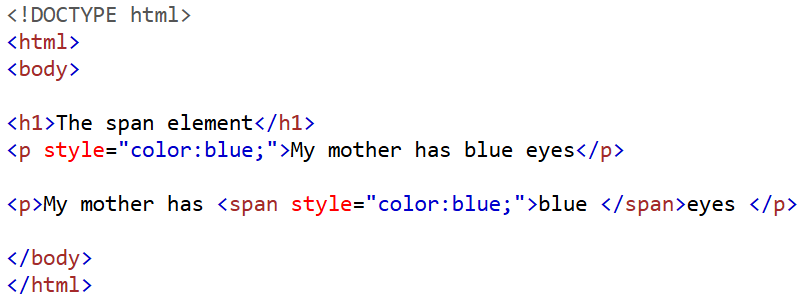 <!DOCTYPE html>
<html>
<body>
<h1>The span element</h1>
<p style="color:blue;">My mother has blue eyes</p>
<p>My mother has <span style="color:blue;">blue </span>eyes </p>
</body>
</html>